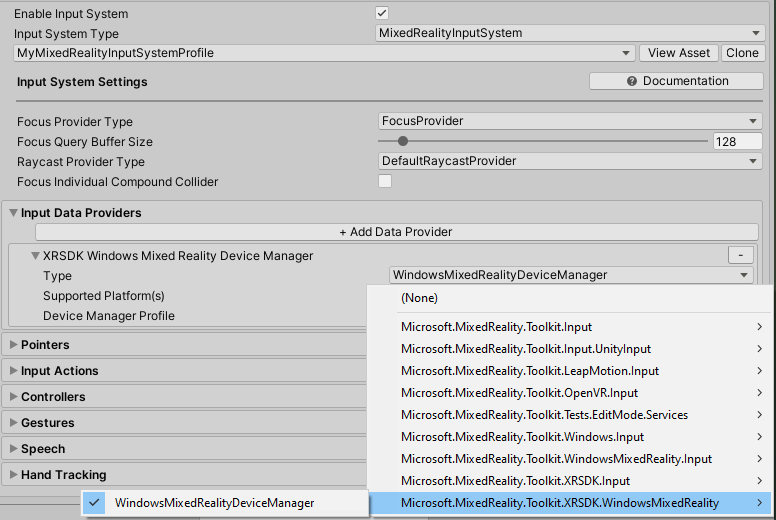 Enable Input System
Input System Type MixedRealityInputSystem
MyMixedRealityInputSystemProfile View Asset Clone
Input System Settings Documentation
Focus Provider Type FocusProvider
Focus Query Buffer Size 128
Raycast Provider Type DefaultRaycastProvider
Focus Individual Compound Collider
Input Data Providers
+ Add Data Provider
XRSDK Windows Mixed Reality Device Manager -
Type WindowsMixedRealityDeviceManager
Supported Platform(s)
Device Manager Profile
(None)
Microsoft.MixedReality.Toolkit.Input
Microsoft.MixedReality.Toolkit.Input.UnityInput
Microsoft.MixedReality.Toolkit.LeapMotion.Input
Microsoft.MixedReality.Toolkit.OpenVR.Input
Microsoft.MixedReality.Toolkit.Tests.EditMode.Services
Microsoft.MixedReality.Toolkit.Windows.Input
Microsoft.MixedReality.Toolkit.WindowsMixedReality.Input
Microsoft.MixedReality.Toolkit.XRSDK.Input
Microsoft.MixedReality.Toolkit.XRSDK.WindowsMixedReality
Pointers
Input Actions
Controllers
Gestures
Speech
Hand Tracking
WindowsMixedRealityDeviceManager